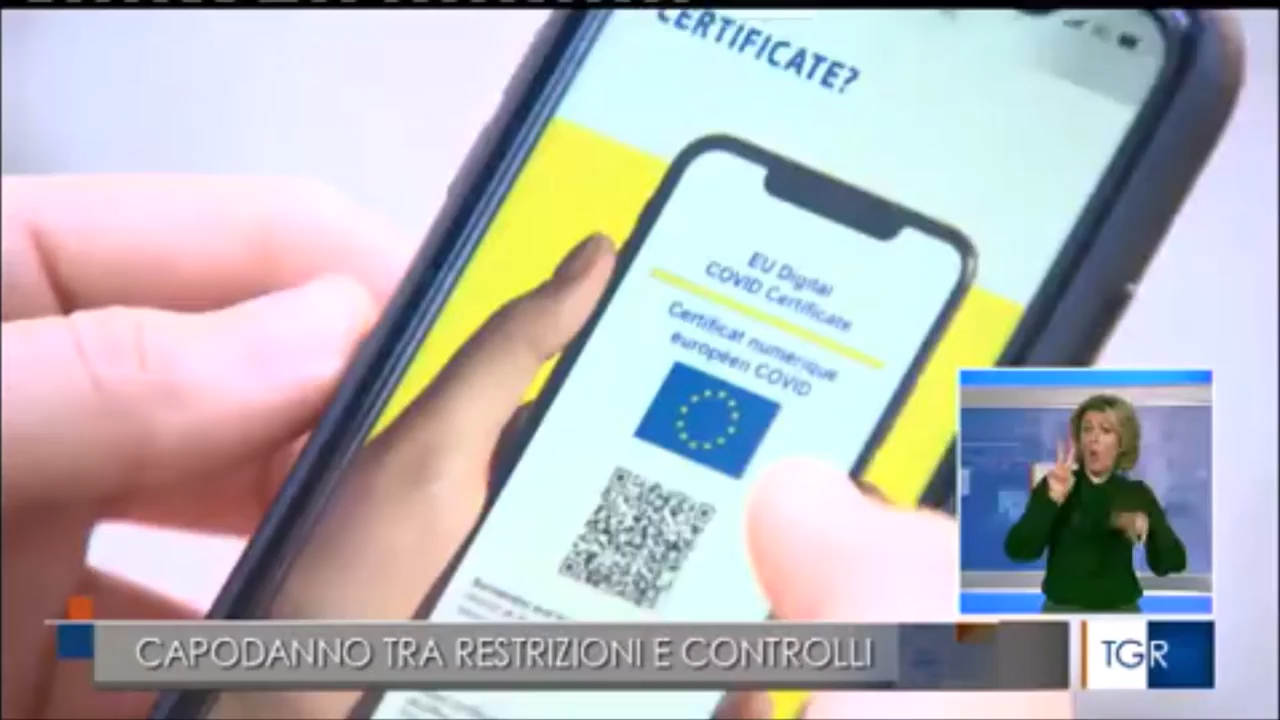 CERTIFICATE?
EU Digital
COVID Certificate
Certificat numérique
européen COVID
CAPODANNO TRA RESTRIZIONI E CONTROLLI
TGR